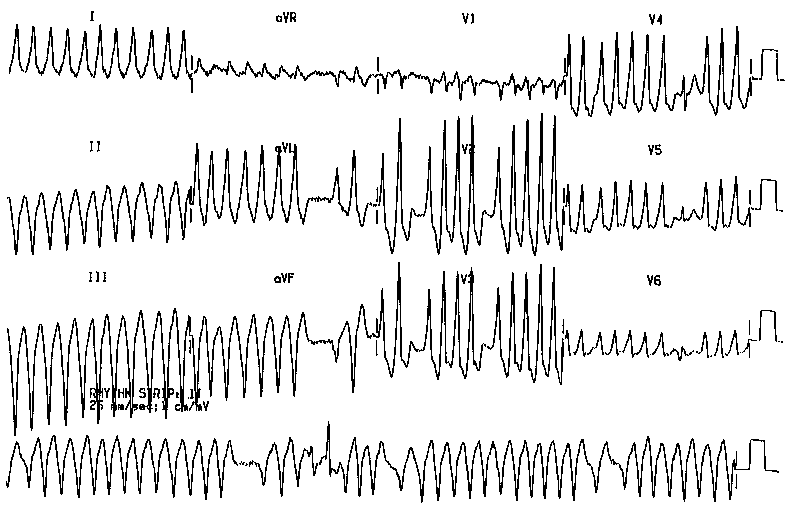 I aVR V1 V4
II aVL V2 V5
III aVF V3 V6
RHYTHM STRIP: II
25 mm/sec; 1 cm/mV